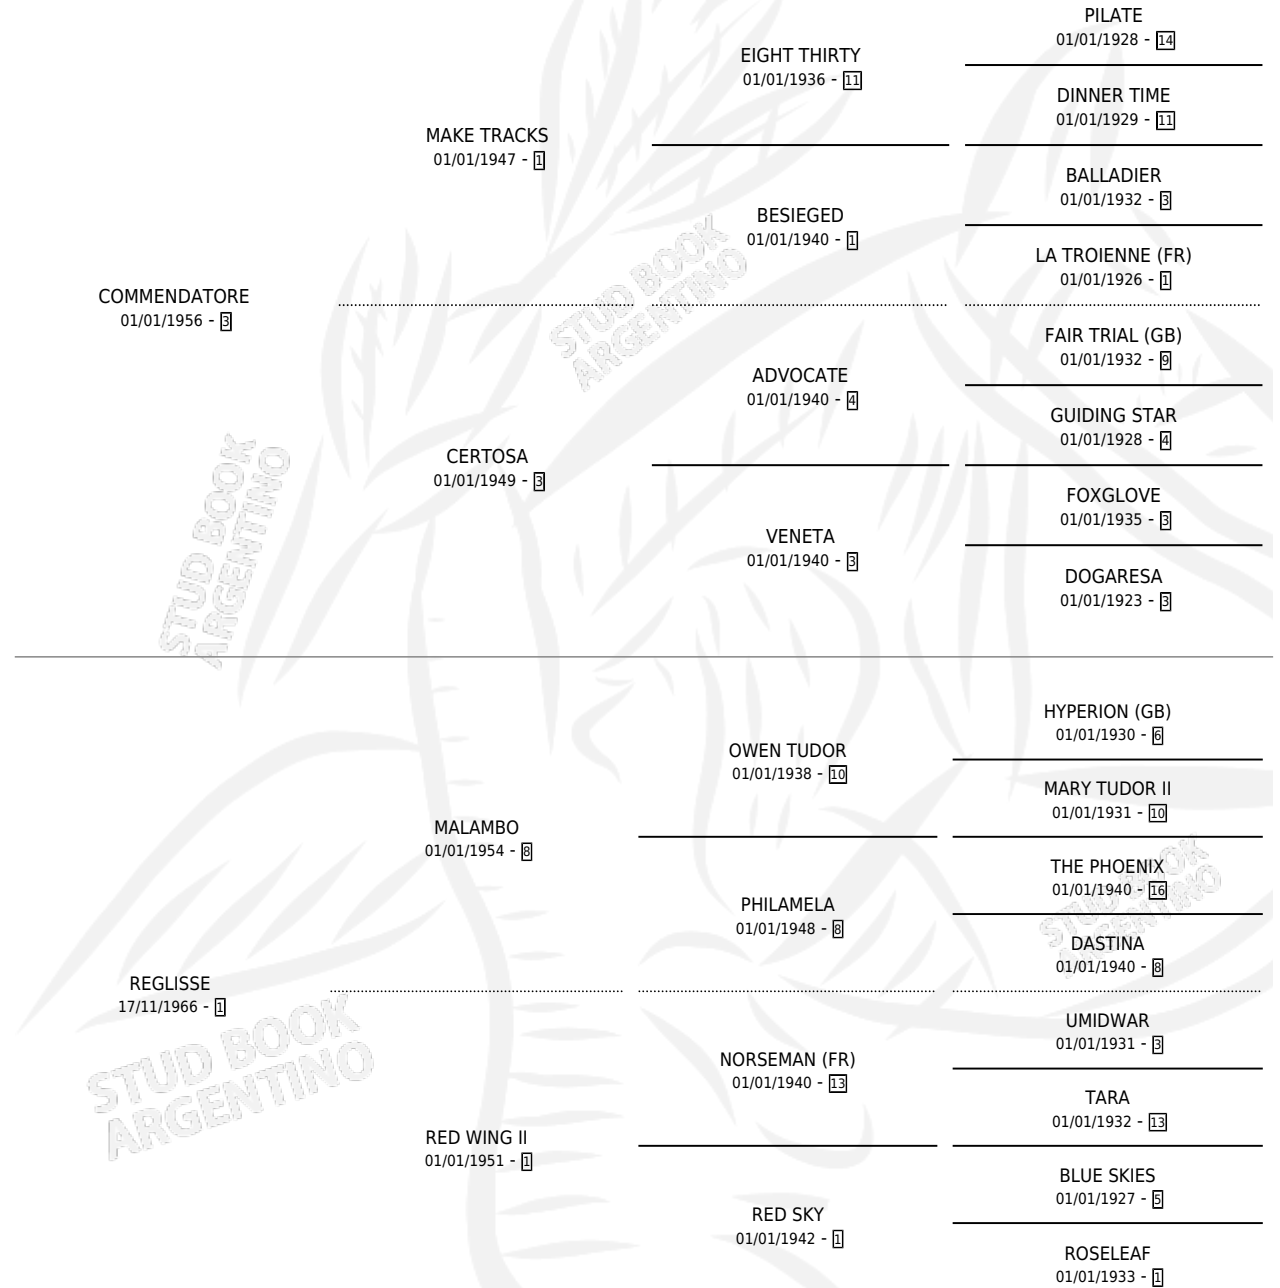 PILATE
01/01/1928 - 14
EIGHT THIRTY
01/01/1936 - 11
DINNER TIME
01/01/1929 - 11
MAKE TRACKS
01/01/1947 - 1
BALLADIER
01/01/1932 - 3
BESIEGED
01/01/1940 - 1
LA TROIENNE (FR)
01/01/1926 - 1
COMMENDATORE
01/01/1956 - 3
STUD BOOK
ARGENTINO
FAIR TRIAL (GB)
01/01/1932 - 9
ADVOCATE
01/01/1940 - 4
GUIDING STAR
01/01/1928 - 4
CERTOSA
01/01/1949 - 3
FOXGLOVE
01/01/1935 - 3
VENETA
01/01/1940 - 3
DOGARESA
01/01/1923 - 3
STUD BOOK
ARGENTINO
HYPERION (GB)
01/01/1930 - 6
OWEN TUDOR
01/01/1938 - 10
MARY TUDOR II
01/01/1931 - 10
MALAMBO
01/01/1954 - 8
THE PHOENIX
01/01/1940 - 16
PHILAMELA
01/01/1948 - 8
DASTINA
01/01/1940 - 8
STUD BOOK
ARGENTINO
REGLISSE
17/11/1966 - 1
UMIDWAR
01/01/1931 - 3
NORSEMAN (FR)
01/01/1940 - 13
TARA
01/01/1932 - 13
STUD BOOK
ARGENTINO
RED WING II
01/01/1951 - 1
BLUE SKIES
01/01/1927 - 5
RED SKY
01/01/1942 - 1
ROSELEAF
01/01/1933 - 1